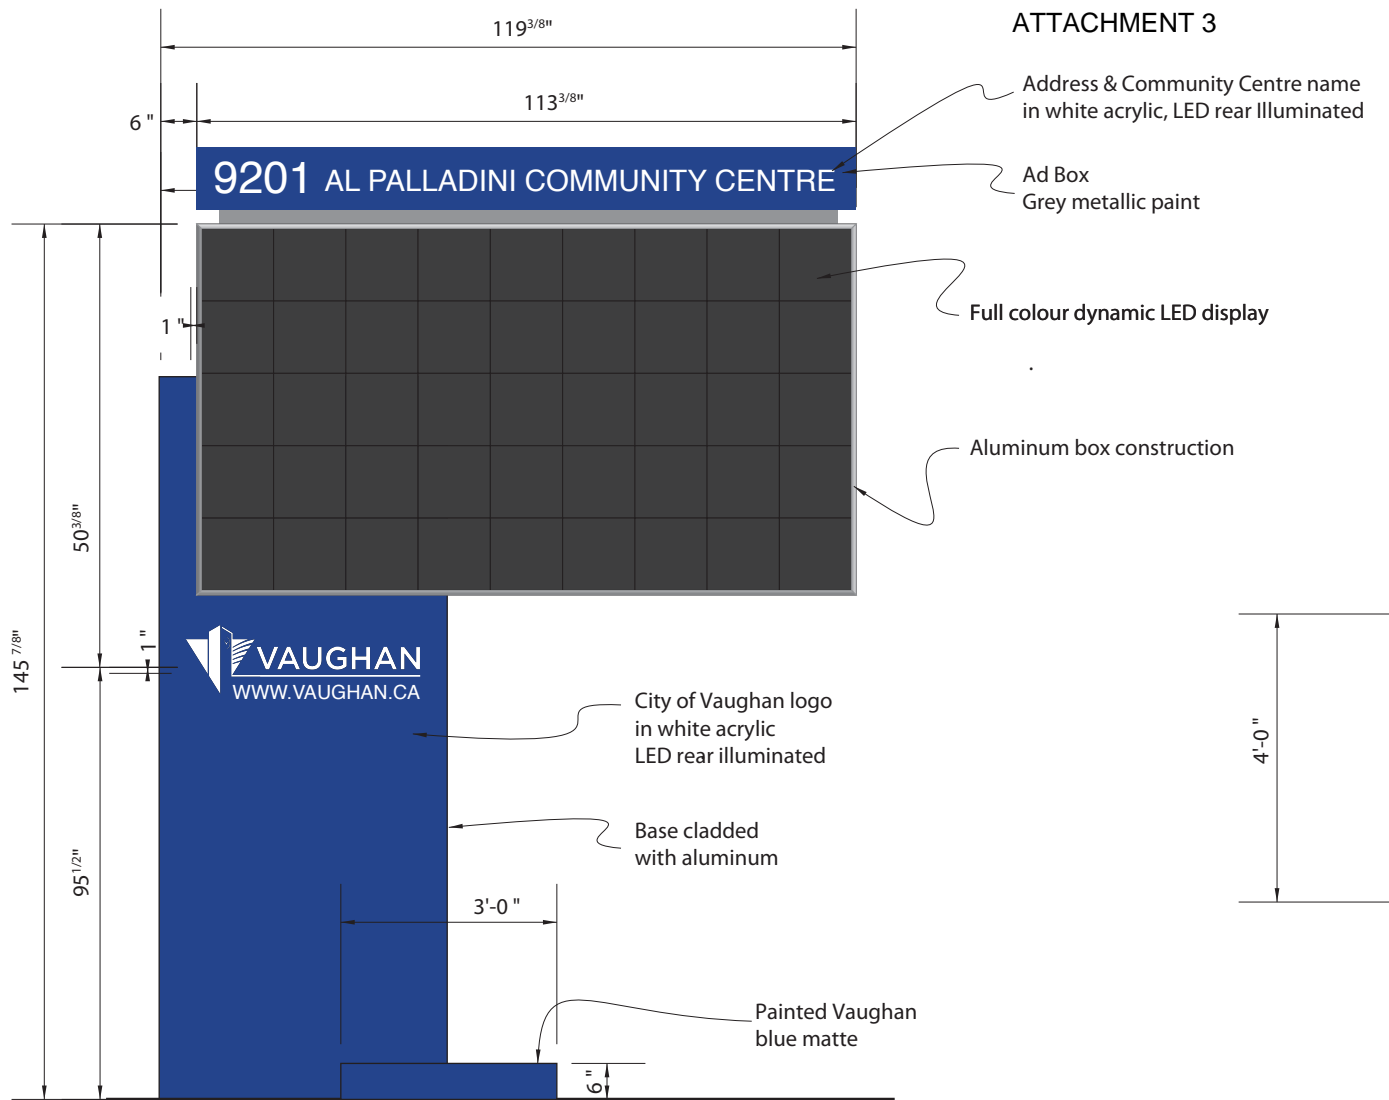 119 3/8"
ATTACHMENT 3
Address & Community Centre name
in white acrylic, LED rear Illuminated
113 3/8"
6 "
9201 AL PALLADINI COMMUNITY CENTRE
Ad Box
Grey metallic paint
Full colour dynamic LED display
1 "
.
Aluminum box construction
50 3/8"
145 7/8"
1 "
VAUGHAN
WWW.VAUGHAN.CA
City of Vaughan logo
in white acrylic
LED rear illuminated
4'-0 "
Base cladded
with aluminum
95 1/2"
3'-0 "
Painted Vaughan
blue matte
6 "